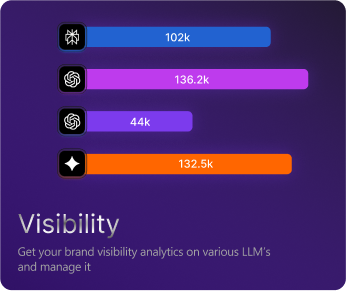 102k
136.2k
44k
132.5k
Visibility
Get your brand visibility analytics on various LLM's
and manage it